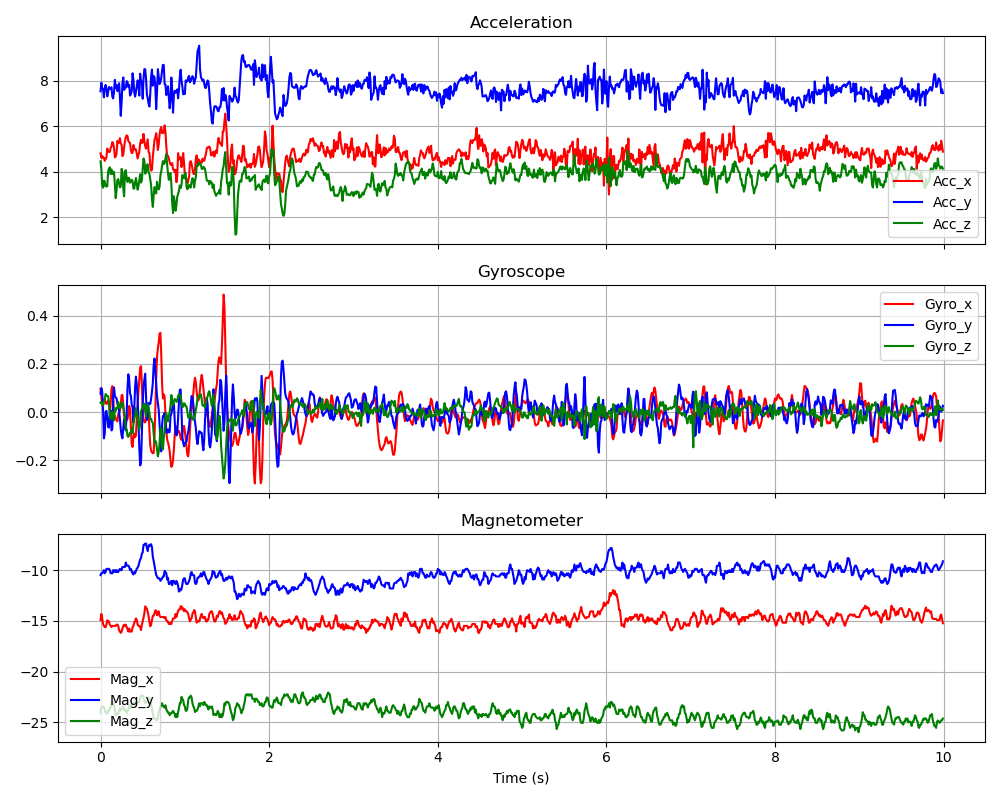 Acceleration
8
6
4
2
Acc_x
Acc_y
Acc_z
Gyroscope
0.4
0.2
0.0
−0.2
Gyro_x
Gyro_y
Gyro_z
Magnetometer
−10
−15
−20
−25
Mag_x
Mag_y
Mag_z
0 2 4 6 8 10
Time (s)